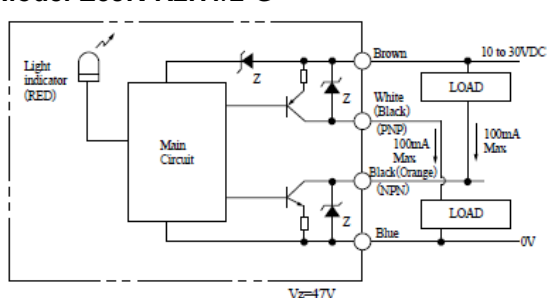 Light
indicator
(RED)
Main
Circuit
Z
Z
Z
Brown
White
(Black)
(PNP)
100mA
Max
Black(Orange)
(NPN)
Blue
10 to 30VDC
LOAD
100mA
Max
LOAD
0V
Vz=47V